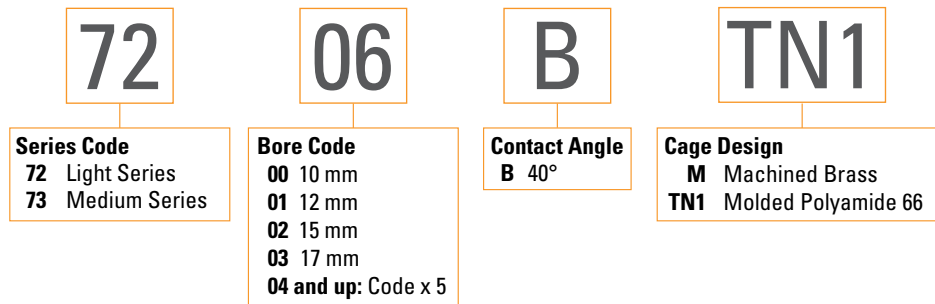 72 06 B TN1
Series Code
72 Light Series
73 Medium Series
Bore Code
00 10 mm
01 12 mm
02 15 mm
03 17 mm
04 and up: Code x 5
Contact Angle
B 40°
Cage Design
M Machined Brass
TN1 Molded Polyamide 66